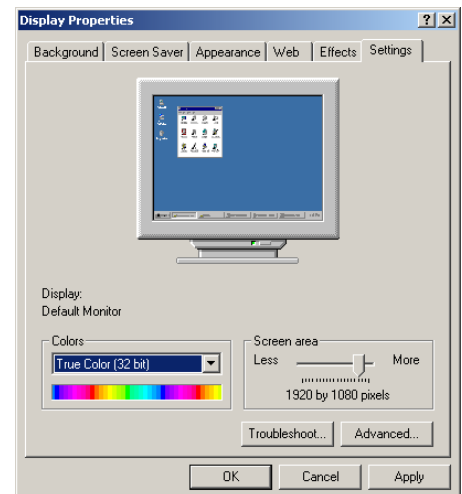 Display Properties
Background Screen Saver Appearance Web Effects Settings
Display:
Default Monitor
Colors
True Color (32 bit)
Screen area
Less More
1920 by 1080 pixels
Troubleshoot... Advanced...
OK Cancel Apply